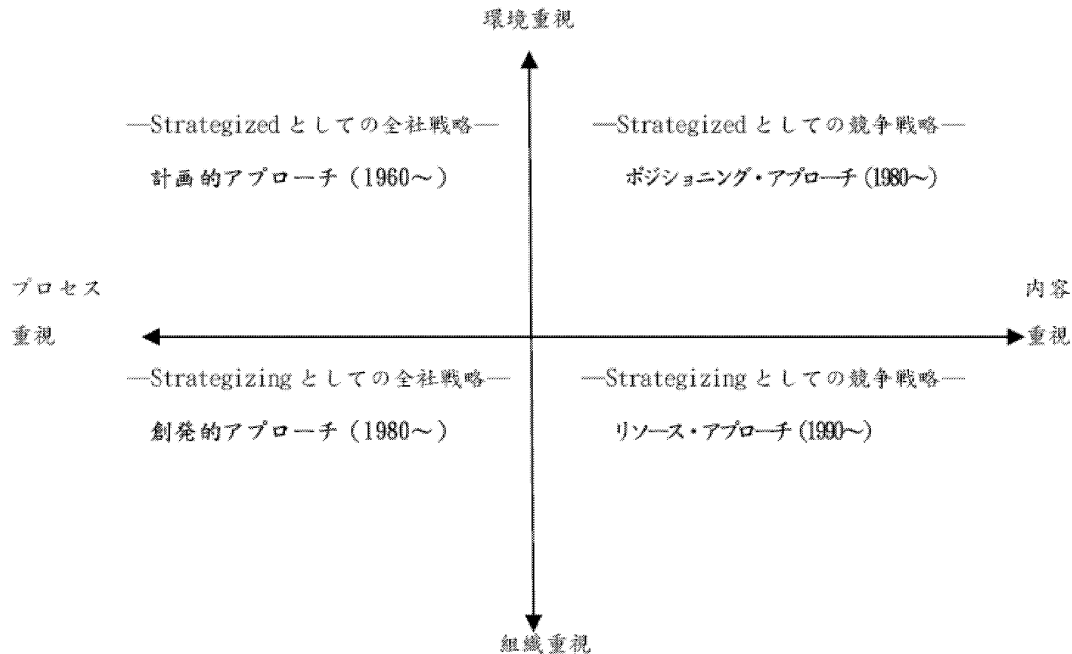 環境重視
―Strategized としての全社戦略―
計画的アプローチ（1960～）
―Strategized としての競争戦略―
ポジショニング・アプローチ (1980～)
プロセス
重視
内容
重視
―Strategizing としての全社戦略―
創発的アプローチ（1980～）
―Strategizing としての競争戦略―
リソース・アプローチ (1990～)
組織重視